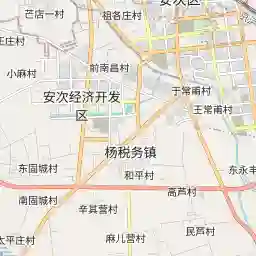 安次区
芒店一村
祖各庄村
王庄村
小麻村
前南昌村
安次经济开发
区
于常甫村
王常甫村
杨税务镇
东固城村
和平村
东永丰
高芦村
南固城村
辛其营村
民芦村
太平庄村
麻儿营村